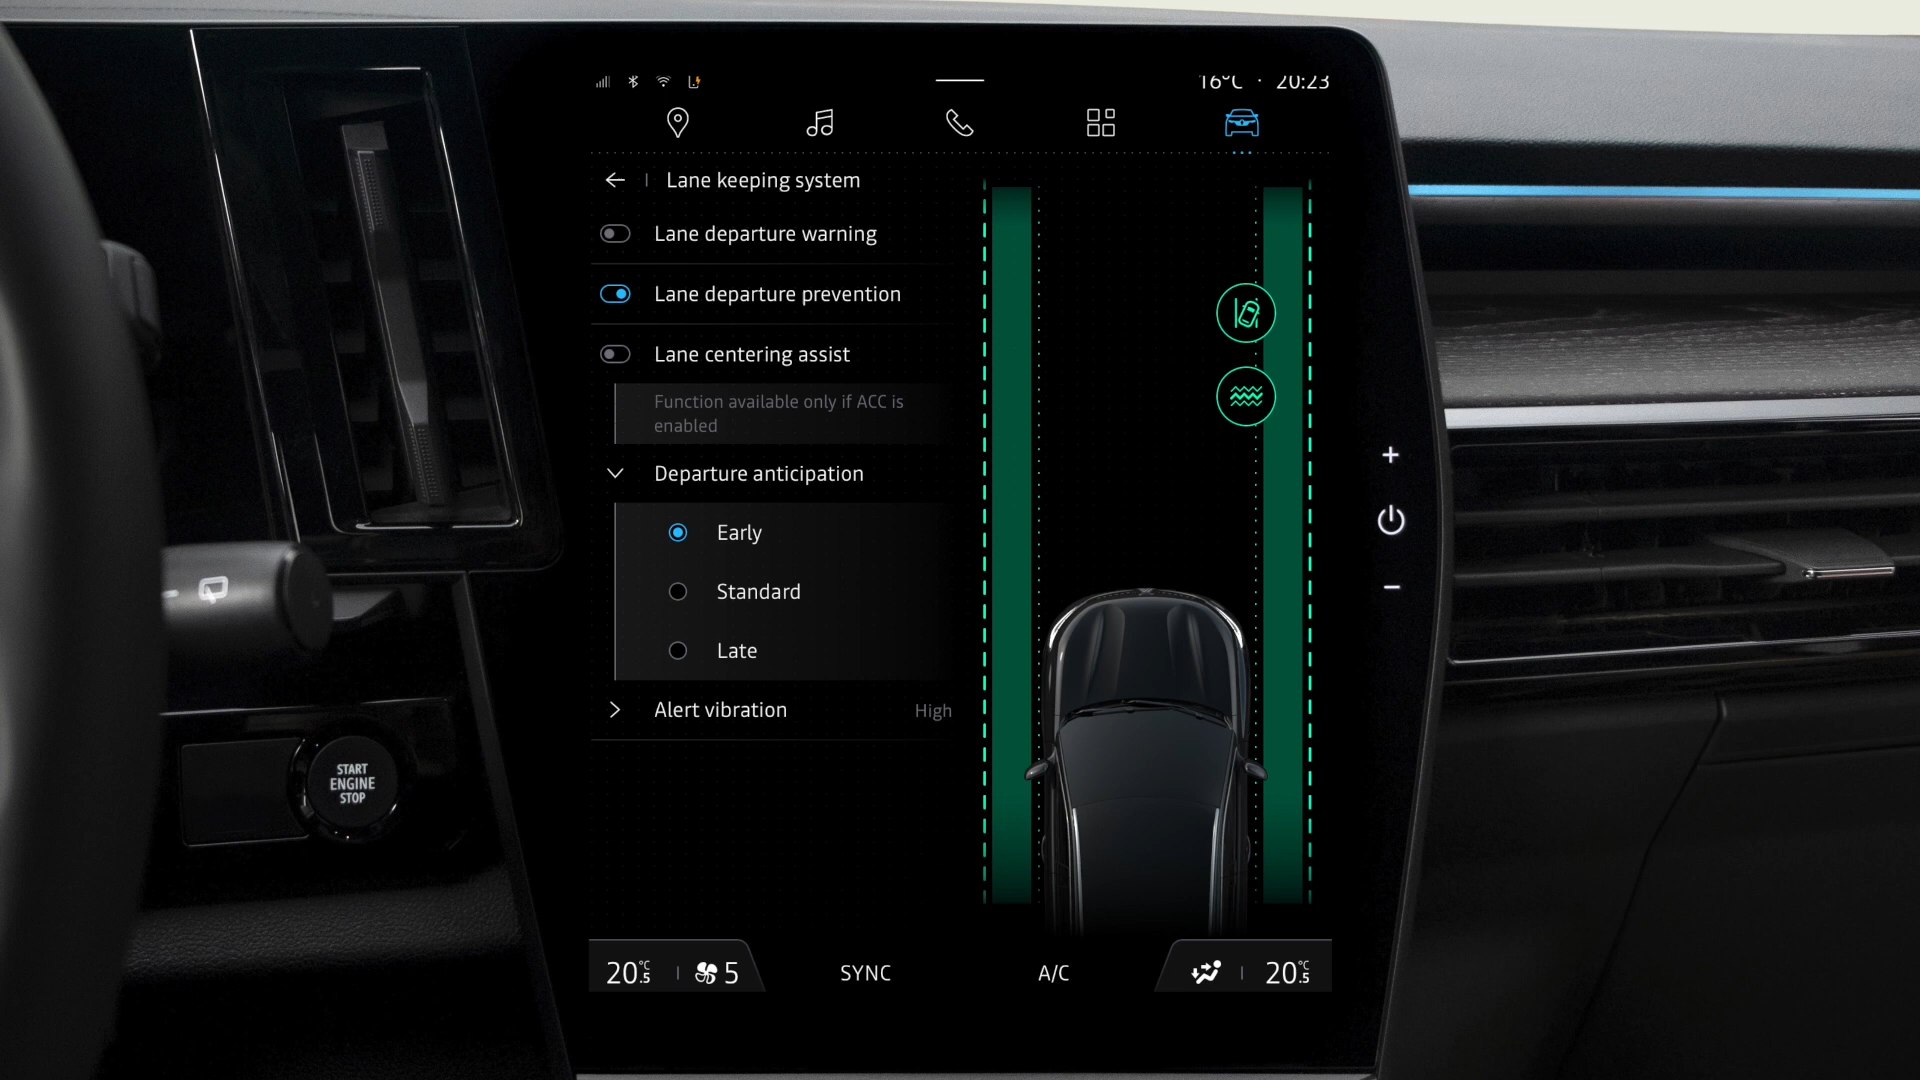 16°C · 20:23
Lane keeping system
Lane departure warning
Lane departure prevention
Lane centering assist
Function available only if ACC is
enabled
Departure anticipation
Early
Standard
Late
Alert vibration High
START
ENGINE
STOP
20°C.5 5 SYNC A/C 20°C.5